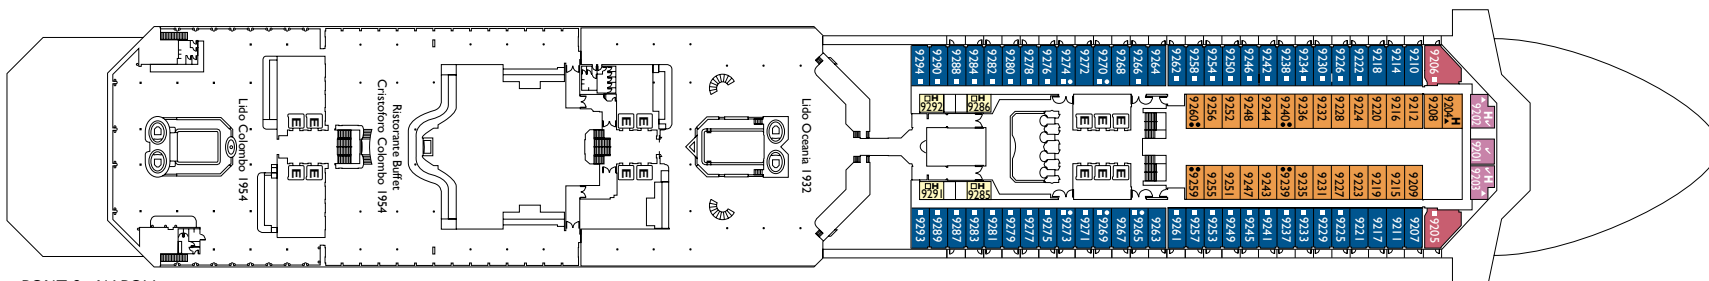 Lido Colombo 1954
Ristorante Buffet
Cristoforo Colombo 1954
Lido Oceania 1932
E E
E E
E E
E E
E E E
E E E
9294 9290 9288 9284 9282 9280 9278 9276 9274 9272 9270 9268 9266 9264 9262 9258 9254 9250 9246 9242 9238 9234 9230 9226 9222 9218 9214 9210 9206
H 9292 H 9286
9260 9256 9252 9248 9244 9240 9236 9232 9228 9224 9220 9216 9212 9208 9204 H
9202 H
9201
9203 H
H 9291 H 9285
9259 9255 9251 9247 9243 9239 9235 9231 9227 9223 9219 9215 9209
9293 9289 9287 9283 9281 9279 9277 9275 9273 9271 9269 9265 9263 9261 9257 9253 9249 9245 9241 9237 9233 9229 9225 9221 9217 9211 9207 9205